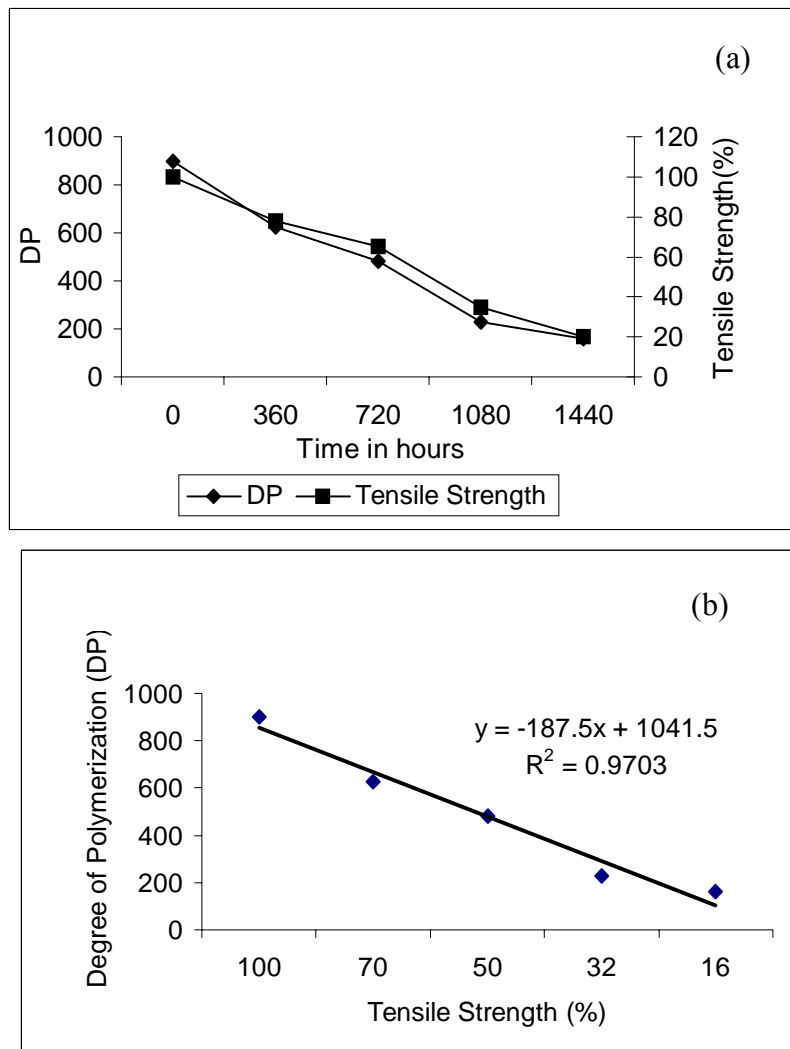 (a)
1000
800
600
400
200
0
DP
120
100
80
60
40
20
0
Tensile Strength(%)
0 360 720 1080 1440
Time in hours
DP Tensile Strength
(b)
1000
800
600
400
200
0
Degree of Polymerization (DP)
y = -187.5x + 1041.5
R² = 0.9703
100 70 50 32 16
Tensile Strength (%)